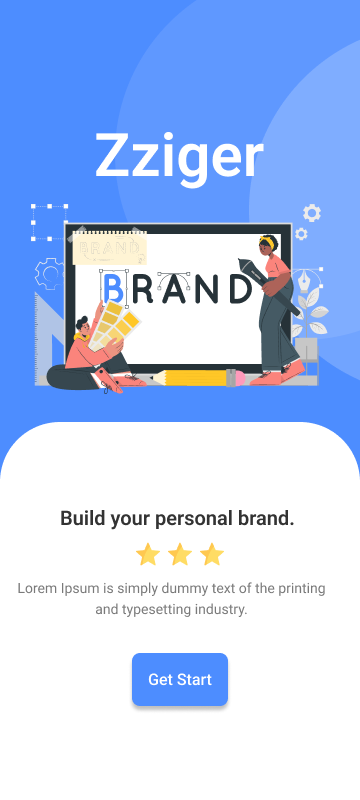 Zziger
BRAND
BRAND
Build your personal brand.
Lorem Ipsum is simply dummy text of the printing
and typesetting industry.
Get Start